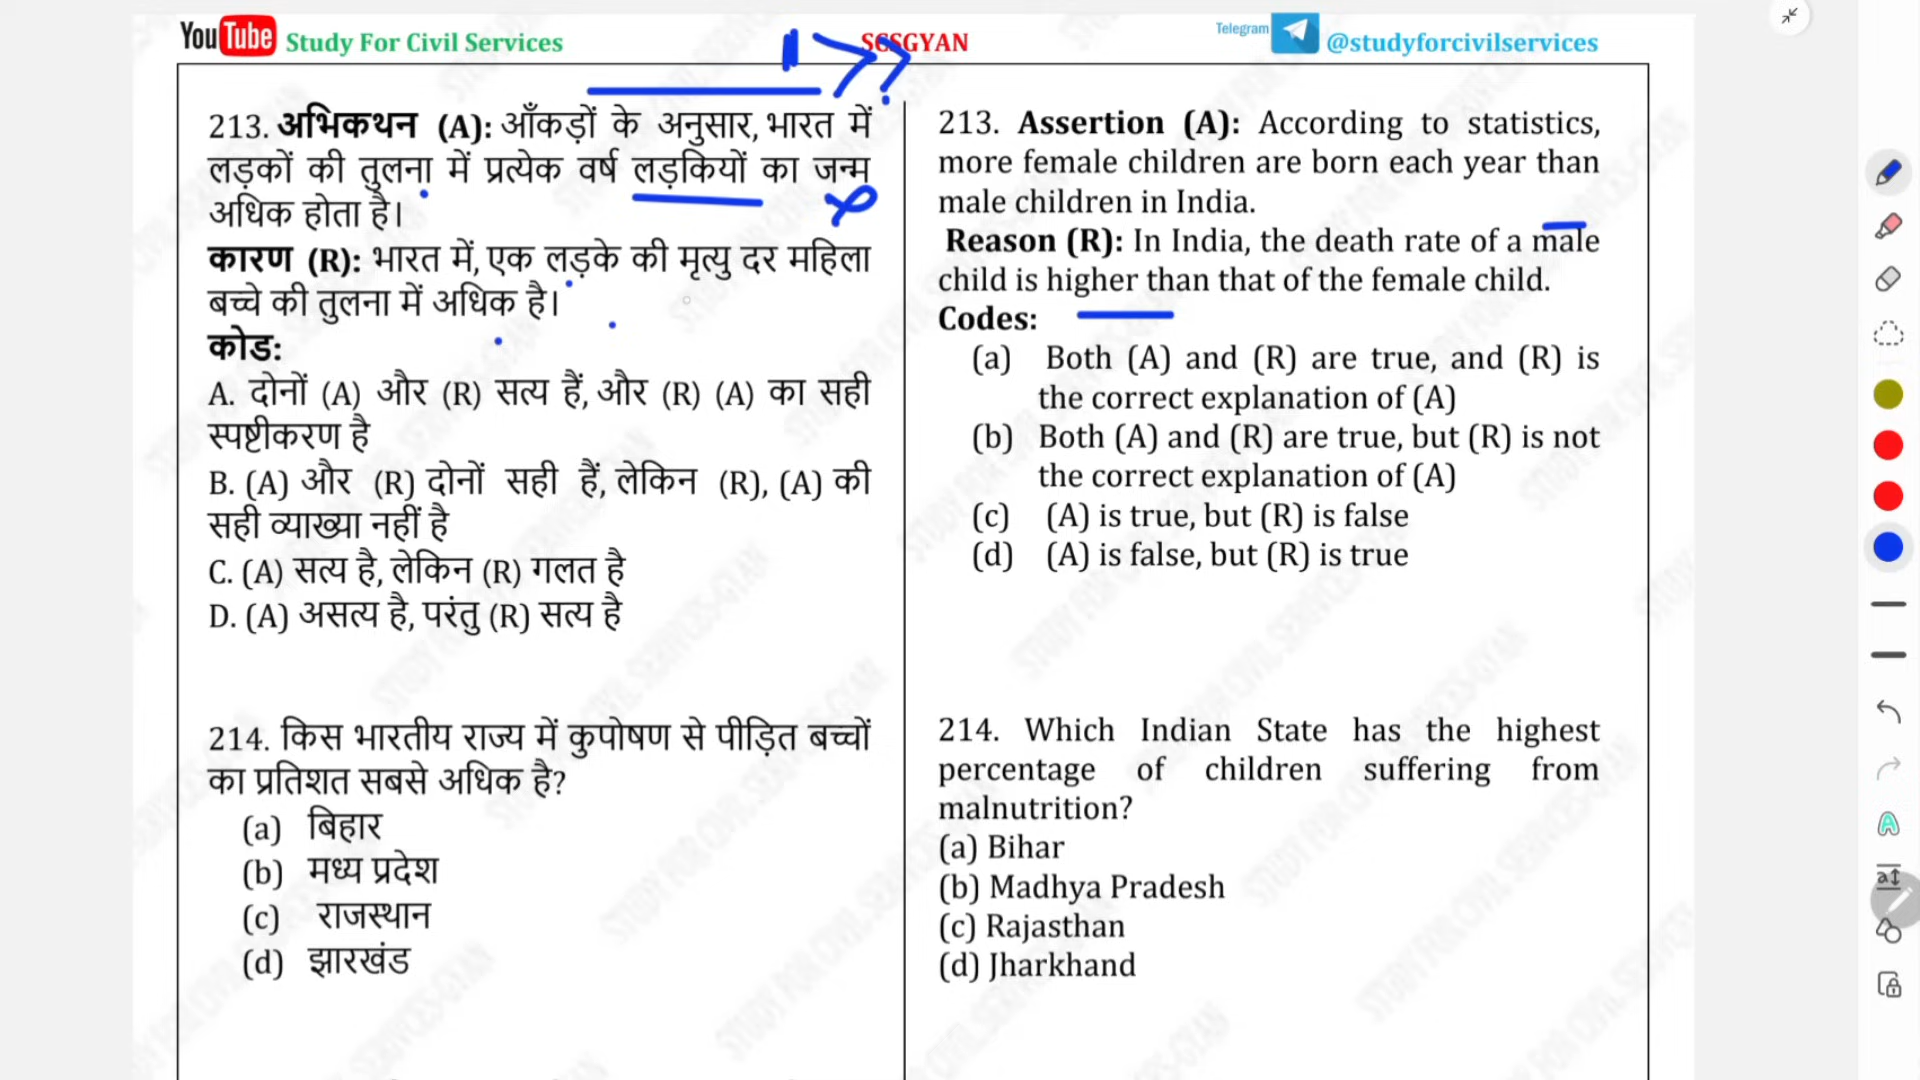 YouTube Study For Civil Services
SCSGYAN
Telegram @studyforcivilservices
213. अभिकथन (A): आँकड़ों के अनुसार, भारत में
लड़कों की तुलना में प्रत्येक वर्ष लड़कियों का जन्म
अधिक होता है।
कारण (R): भारत में, एक लड़के की मृत्यु दर महिला
बच्चे की तुलना में अधिक है।
कोड:
A. दोनों (A) और (R) सत्य हैं, और (R) (A) का सही
स्पष्टीकरण है
B. (A) और (R) दोनों सही हैं, लेकिन (R), (A) की
सही व्याख्या नहीं है
C. (A) सत्य है, लेकिन (R) गलत है
D. (A) असत्य है, परंतु (R) सत्य है
214. किस भारतीय राज्य में कुपोषण से पीड़ित बच्चों
का प्रतिशत सबसे अधिक है?
(a) बिहार
(b) मध्य प्रदेश
(c) राजस्थान
(d) झारखंड
213. Assertion (A): According to statistics,
more female children are born each year than
male children in India.
Reason (R): In India, the death rate of a male
child is higher than that of the female child.
Codes:
(a) Both (A) and (R) are true, and (R) is
the correct explanation of (A)
(b) Both (A) and (R) are true, but (R) is not
the correct explanation of (A)
(c) (A) is true, but (R) is false
(d) (A) is false, but (R) is true
214. Which Indian State has the highest
percentage of children suffering from
malnutrition?
(a) Bihar
(b) Madhya Pradesh
(c) Rajasthan
(d) Jharkhand